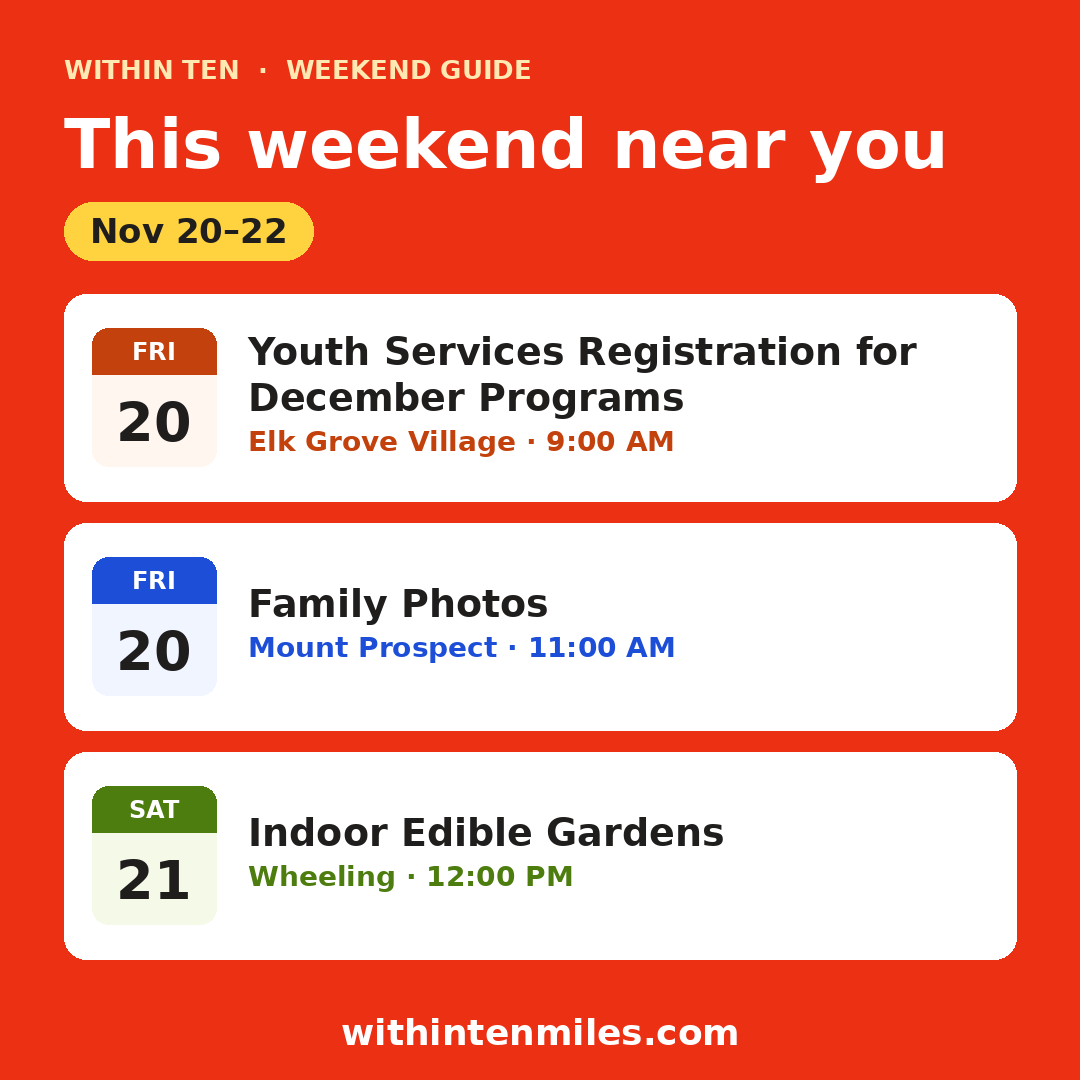 WITHIN TEN · WEEKEND GUIDE
This weekend near you
Nov 20–22
FRI
20
Youth Services Registration for
December Programs
Elk Grove Village · 9:00 AM
FRI
20
Family Photos
Mount Prospect · 11:00 AM
SAT
21
Indoor Edible Gardens
Wheeling · 12:00 PM
withintenmiles.com